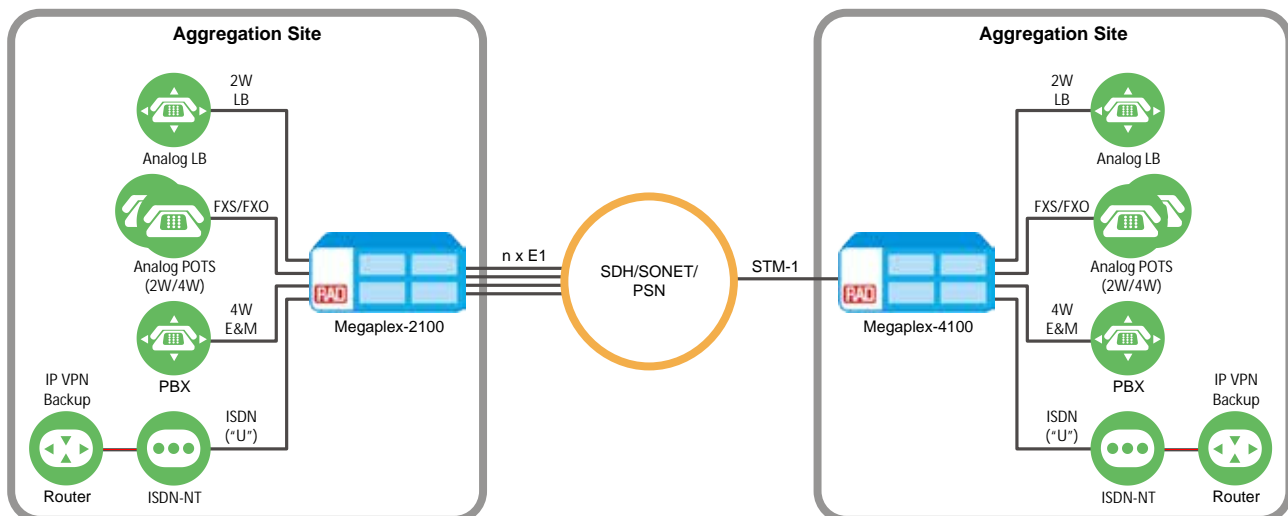 Aggregation Site
2W
LB
Analog LB
FXS/FXO
Analog POTS
(2W/4W)
4W
E&M
PBX
IP VPN
Backup
ISDN
("U")
Router
ISDN-NT
RAD
Megaplex-2100
n x E1
SDH/SONET/
PSN
STM-1
Aggregation Site
RAD
Megaplex-4100
2W
LB
Analog LB
FXS/FXO
Analog POTS
(2W/4W)
4W
E&M
PBX
IP VPN
Backup
ISDN
("U")
ISDN-NT
Router